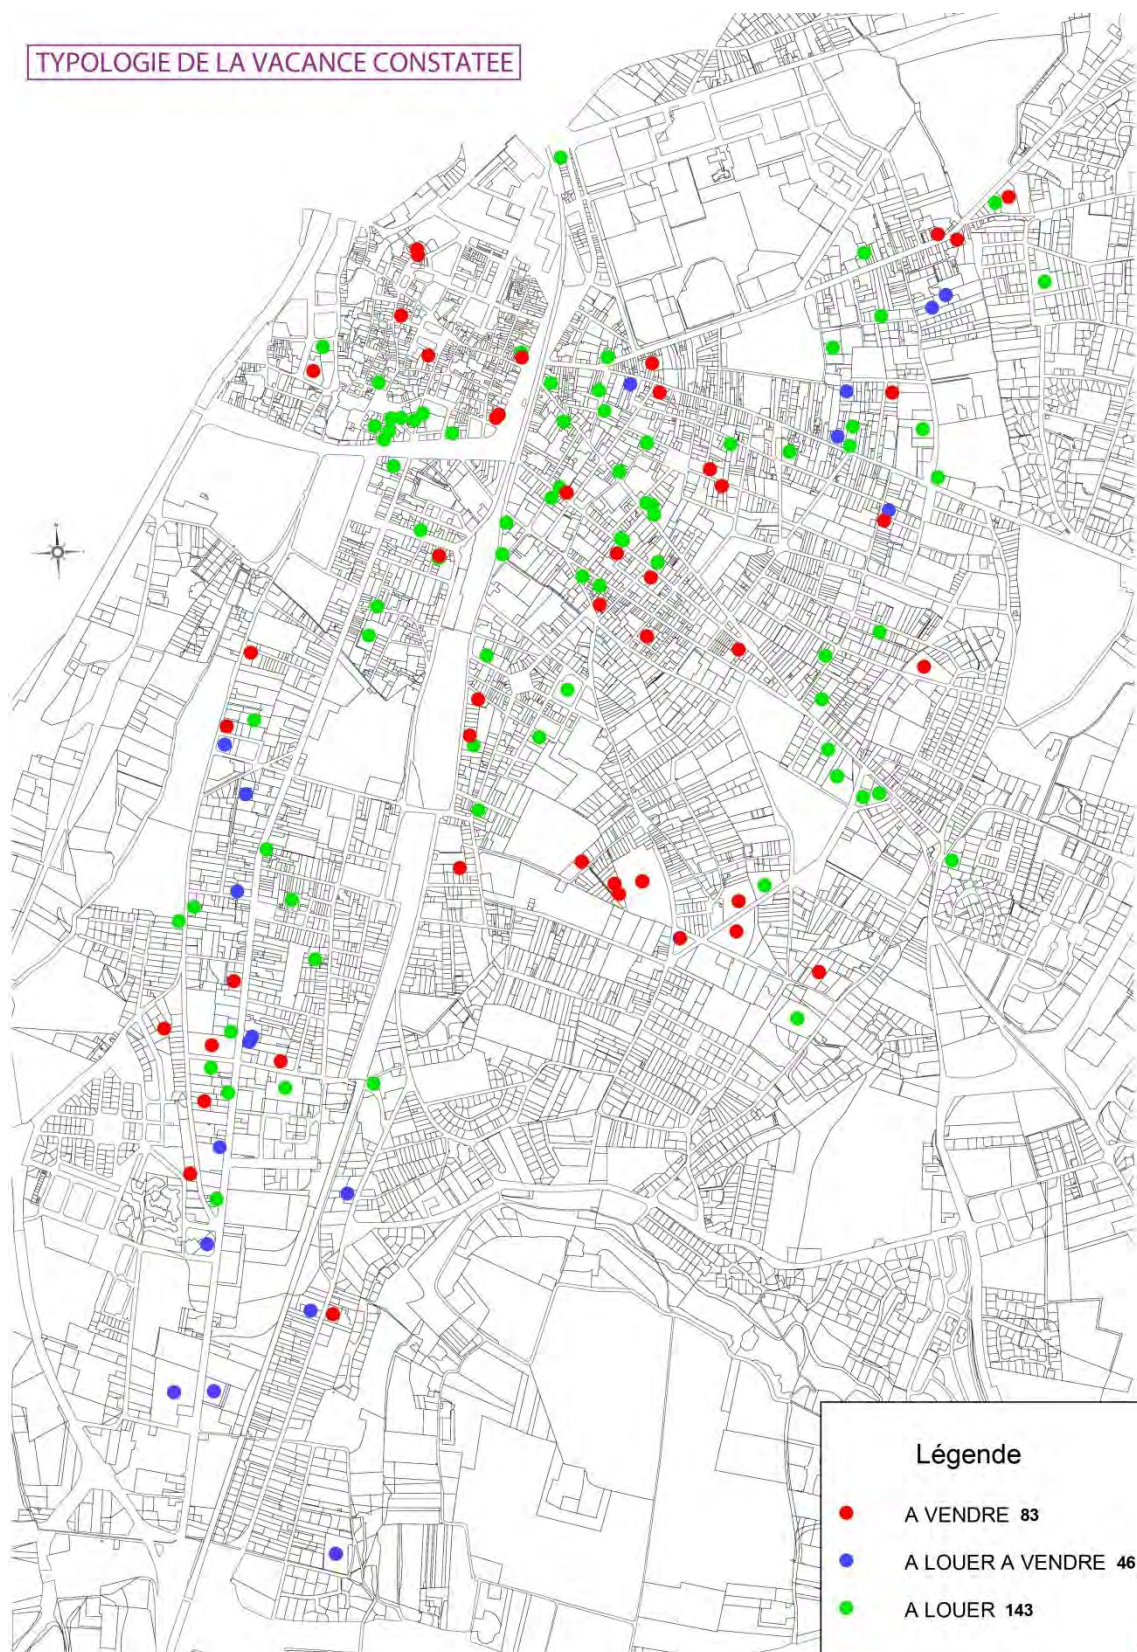 TYPOLOGIE DE LA VACANCE CONSTATEE
Légende
A VENDRE 83
A LOUER A VENDRE 46
A LOUER 143